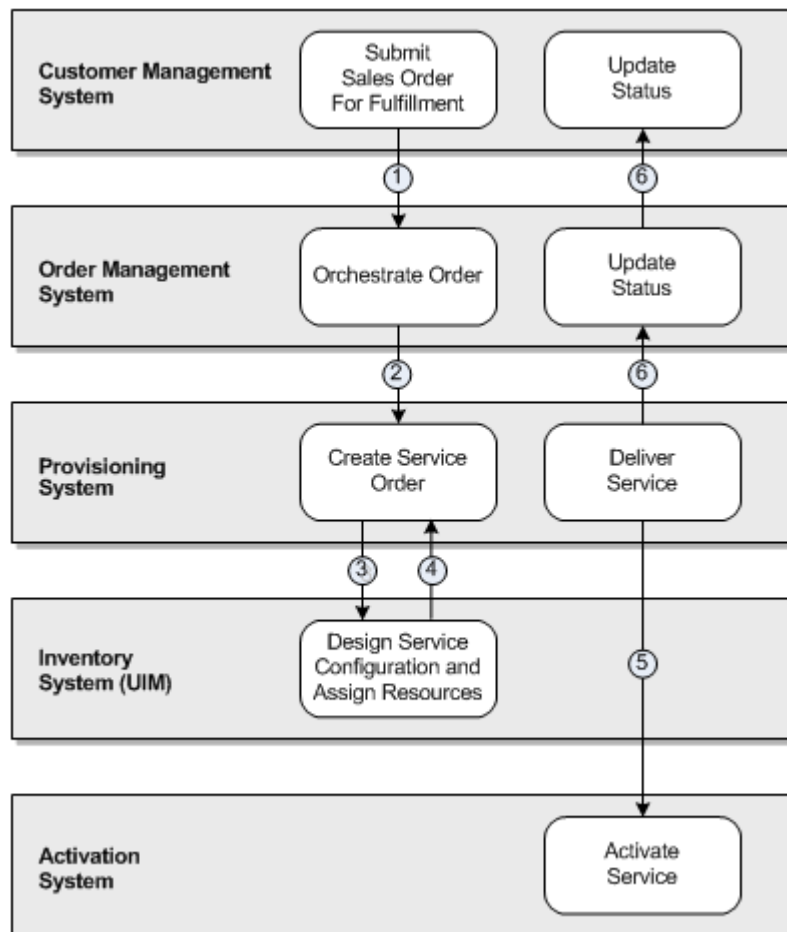 Customer Management
System
Submit
Sales Order
For Fulfillment
Update
Status
1
6
Order Management
System
Orchestrate Order
Update
Status
2
6
Provisioning
System
Create Service
Order
Deliver
Service
3
4
Inventory
System (UIM)
Design Service
Configuration and
Assign Resources
5
Activation
System
Activate
Service